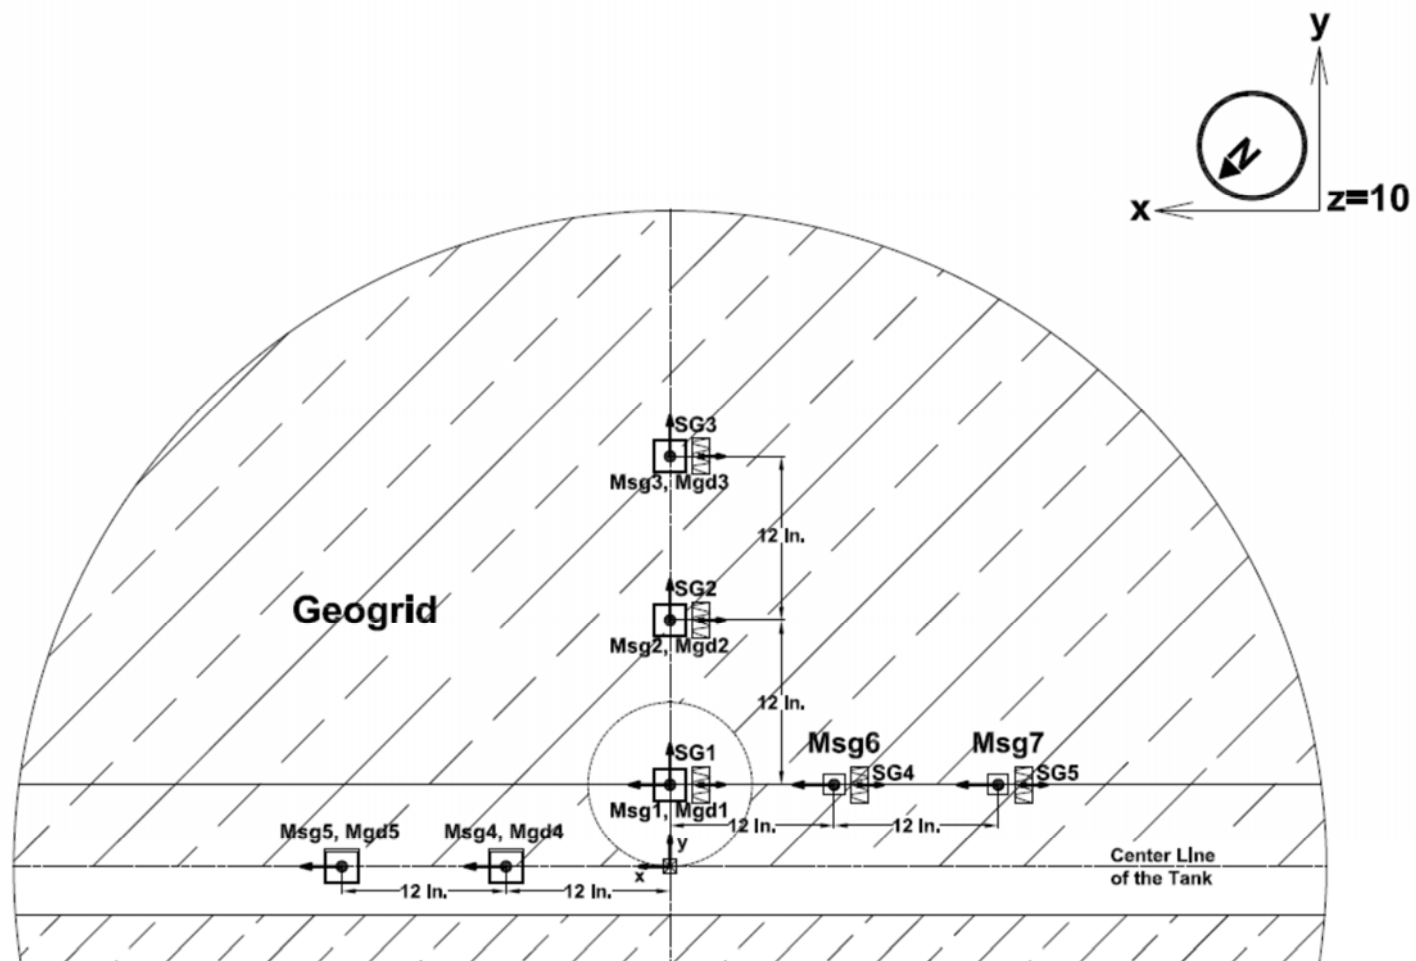 y
N
x
z=10
SG3
Msg3, Mgd3
12 In.
Geogrid
SG2
Msg2, Mgd2
12 In.
Msg6
Msg7
SG1
SG4
SG5
Msg1, Mgd1
12 In.
12 In.
Msg5, Mgd5
Msg4, Mgd4
y
x
Center Line
of the Tank
12 In.
12 In.